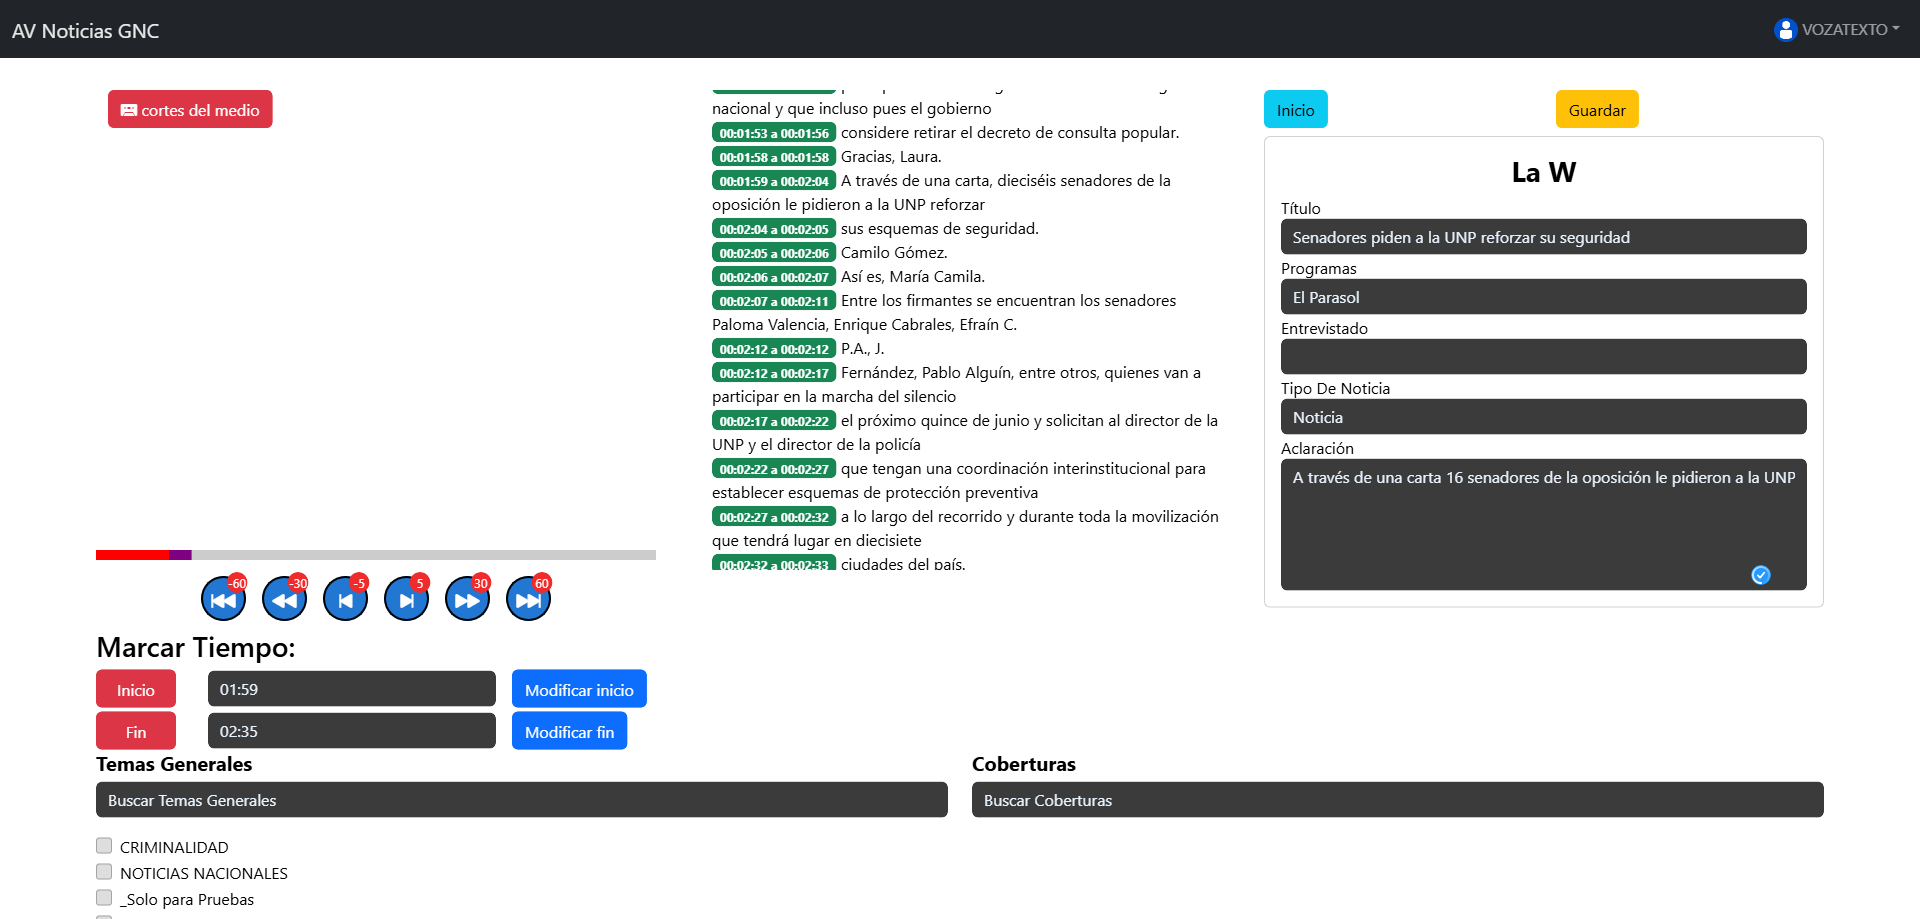 AV Noticias GNC
VOZATEXTO
cortes del medio
nacional y que incluso pues el gobierno
00:01:53 a 00:01:56 considere retirar el decreto de consulta popular.
00:01:58 a 00:01:58 Gracias, Laura.
00:01:59 a 00:02:04 A través de una carta, dieciséis senadores de la
oposición le pidieron a la UNP reforzar
00:02:04 a 00:02:05 sus esquemas de seguridad.
00:02:05 a 00:02:06 Camilo Gómez.
00:02:06 a 00:02:07 Así es, María Camila.
00:02:07 a 00:02:11 Entre los firmantes se encuentran los senadores
Paloma Valencia, Enrique Cabrales, Efraín C.
00:02:12 a 00:02:12 P.A., J.
00:02:12 a 00:02:17 Fernández, Pablo Alguín, entre otros, quienes van a
participar en la marcha del silencio
00:02:17 a 00:02:22 el próximo quince de junio y solicitan al director de la
UNP y el director de la policía
00:02:22 a 00:02:27 que tengan una coordinación interinstitucional para
establecer esquemas de protección preventiva
00:02:27 a 00:02:32 a lo largo del recorrido y durante toda la movilización
que tendrá lugar en diecisiete
00:02:32 a 00:02:33 ciudades del país.
Inicio
Guardar
La W
Título
Senadores piden a la UNP reforzar su seguridad
Programas
El Parasol
Entrevistado
Tipo De Noticia
Noticia
Aclaración
A través de una carta 16 senadores de la oposición le pidieron a la UNP
-60
-30
-5
5
30
60
Marcar Tiempo:
Inicio
01:59
Modificar inicio
Fin
02:35
Modificar fin
Temas Generales
Buscar Temas Generales
CRIMINALIDAD
NOTICIAS NACIONALES
_Solo para Pruebas
Coberturas
Buscar Coberturas